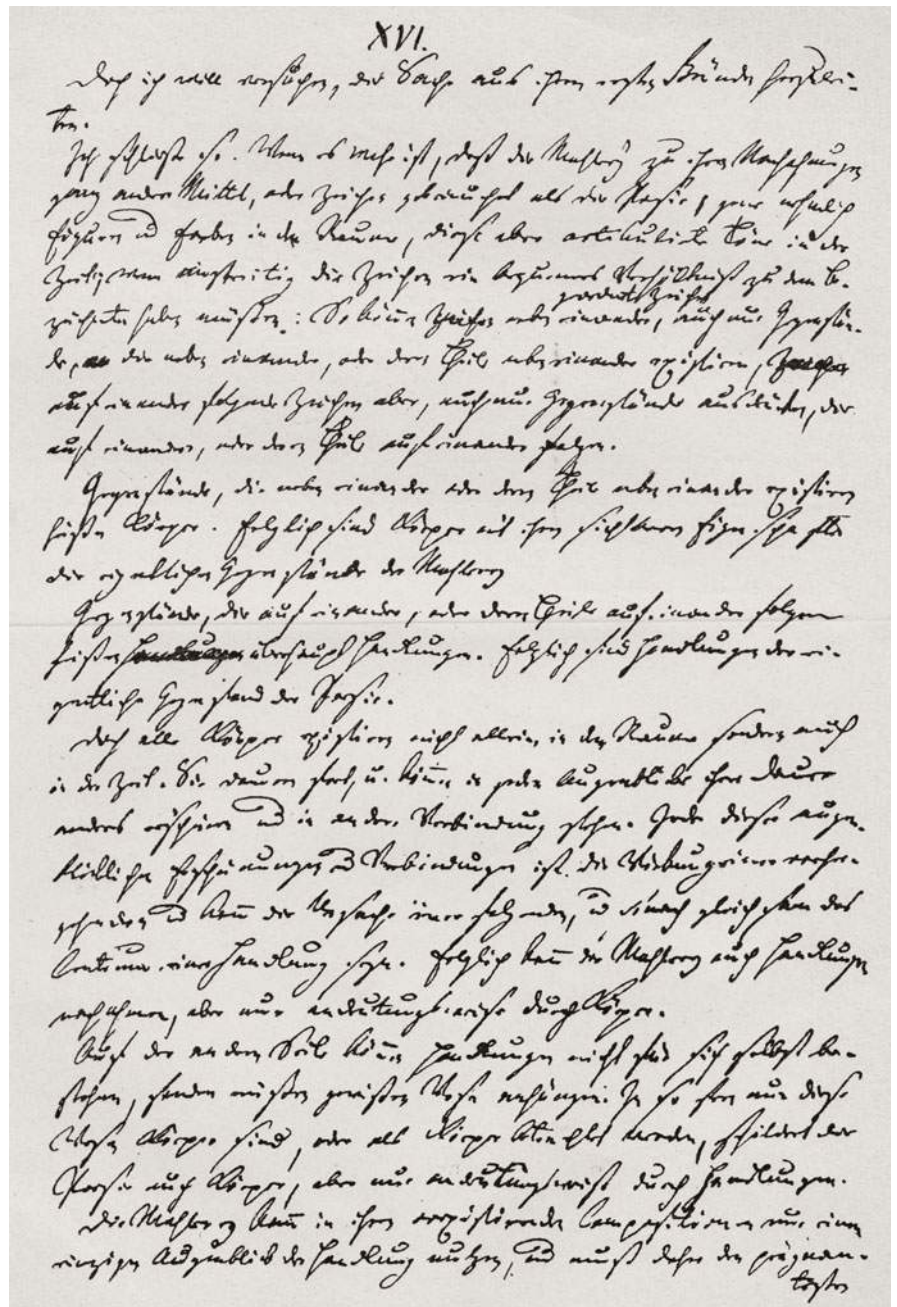 XVI.
Doch ich will versuchen, die Sache aus ihren ersten Gründen herzulei-
ten.
Ich schließe so. Wenn es wahr ist, daß die Mahlerey zu ihren Nachahmungen
ganz andere Mittel, oder Zeichen gebrauchet als die Poesie; jene nehmlich
Figuren und Farben in dem Raume, diese aber artikulirte Töne in der
Zeit; wenn unstreitig die Zeichen ein bequemes Verhältniß zu dem Be-
geordnete Zeichen
zeichneten haben müssen: So können neben einander, auch nur Gegenstän-
de, die neben einander, oder deren Theile neben einander existiren,
auf einander folgende Zeichen aber, auch nur Gegenstände ausdrücken, die
auf einander, oder deren Theile auf einander folgen.
Gegenstände, die neben einander oder deren Theile neben einander existiren
heißen Körper. Folglich sind Körper mit ihren sichtbaren Eigenschaften
die eigentlichen Gegenstände der Mahlerey
Gegenstände, die auf einander, oder deren Theile auf einander folgen
heißen überhaupt Handlungen. Folglich sind Handlungen der ei-
gentliche Gegenstand der Poesie.
Doch alle Körper existiren nicht allein in dem Raume sondern auch
in der Zeit. Sie dauern fort, u. können in jedem Augenblicke ihrer Dauer
anders erscheinen und in andrer Verbindung stehen. Jede dieser augen-
blicklichen Erscheinungen und Verbindungen ist die Wirkung einer vorher-
gehenden und kann die Ursache einer folgenden, und sonach gleichsam das
Centrum einer Handlung seyn. Folglich kann die Mahlerey auch Handlungen
nachahmen, aber nur andeutungsweise durch Körper.
Auf der andern Seite können Handlungen nicht für sich selbst be-
stehen, sondern müssen gewissen Wesen anhängen. In so fern nun diese
Wesen Körper sind, oder als Körper betrachtet werden, schildert die
Poesie auch Körper, aber nur andeutungsweise durch Handlungen.
Die Mahlerey kann in ihren coexistirenden Compositionen nur einen
einzigen Augenblick der Handlung nutzen, und muß daher den prägnan-
testen